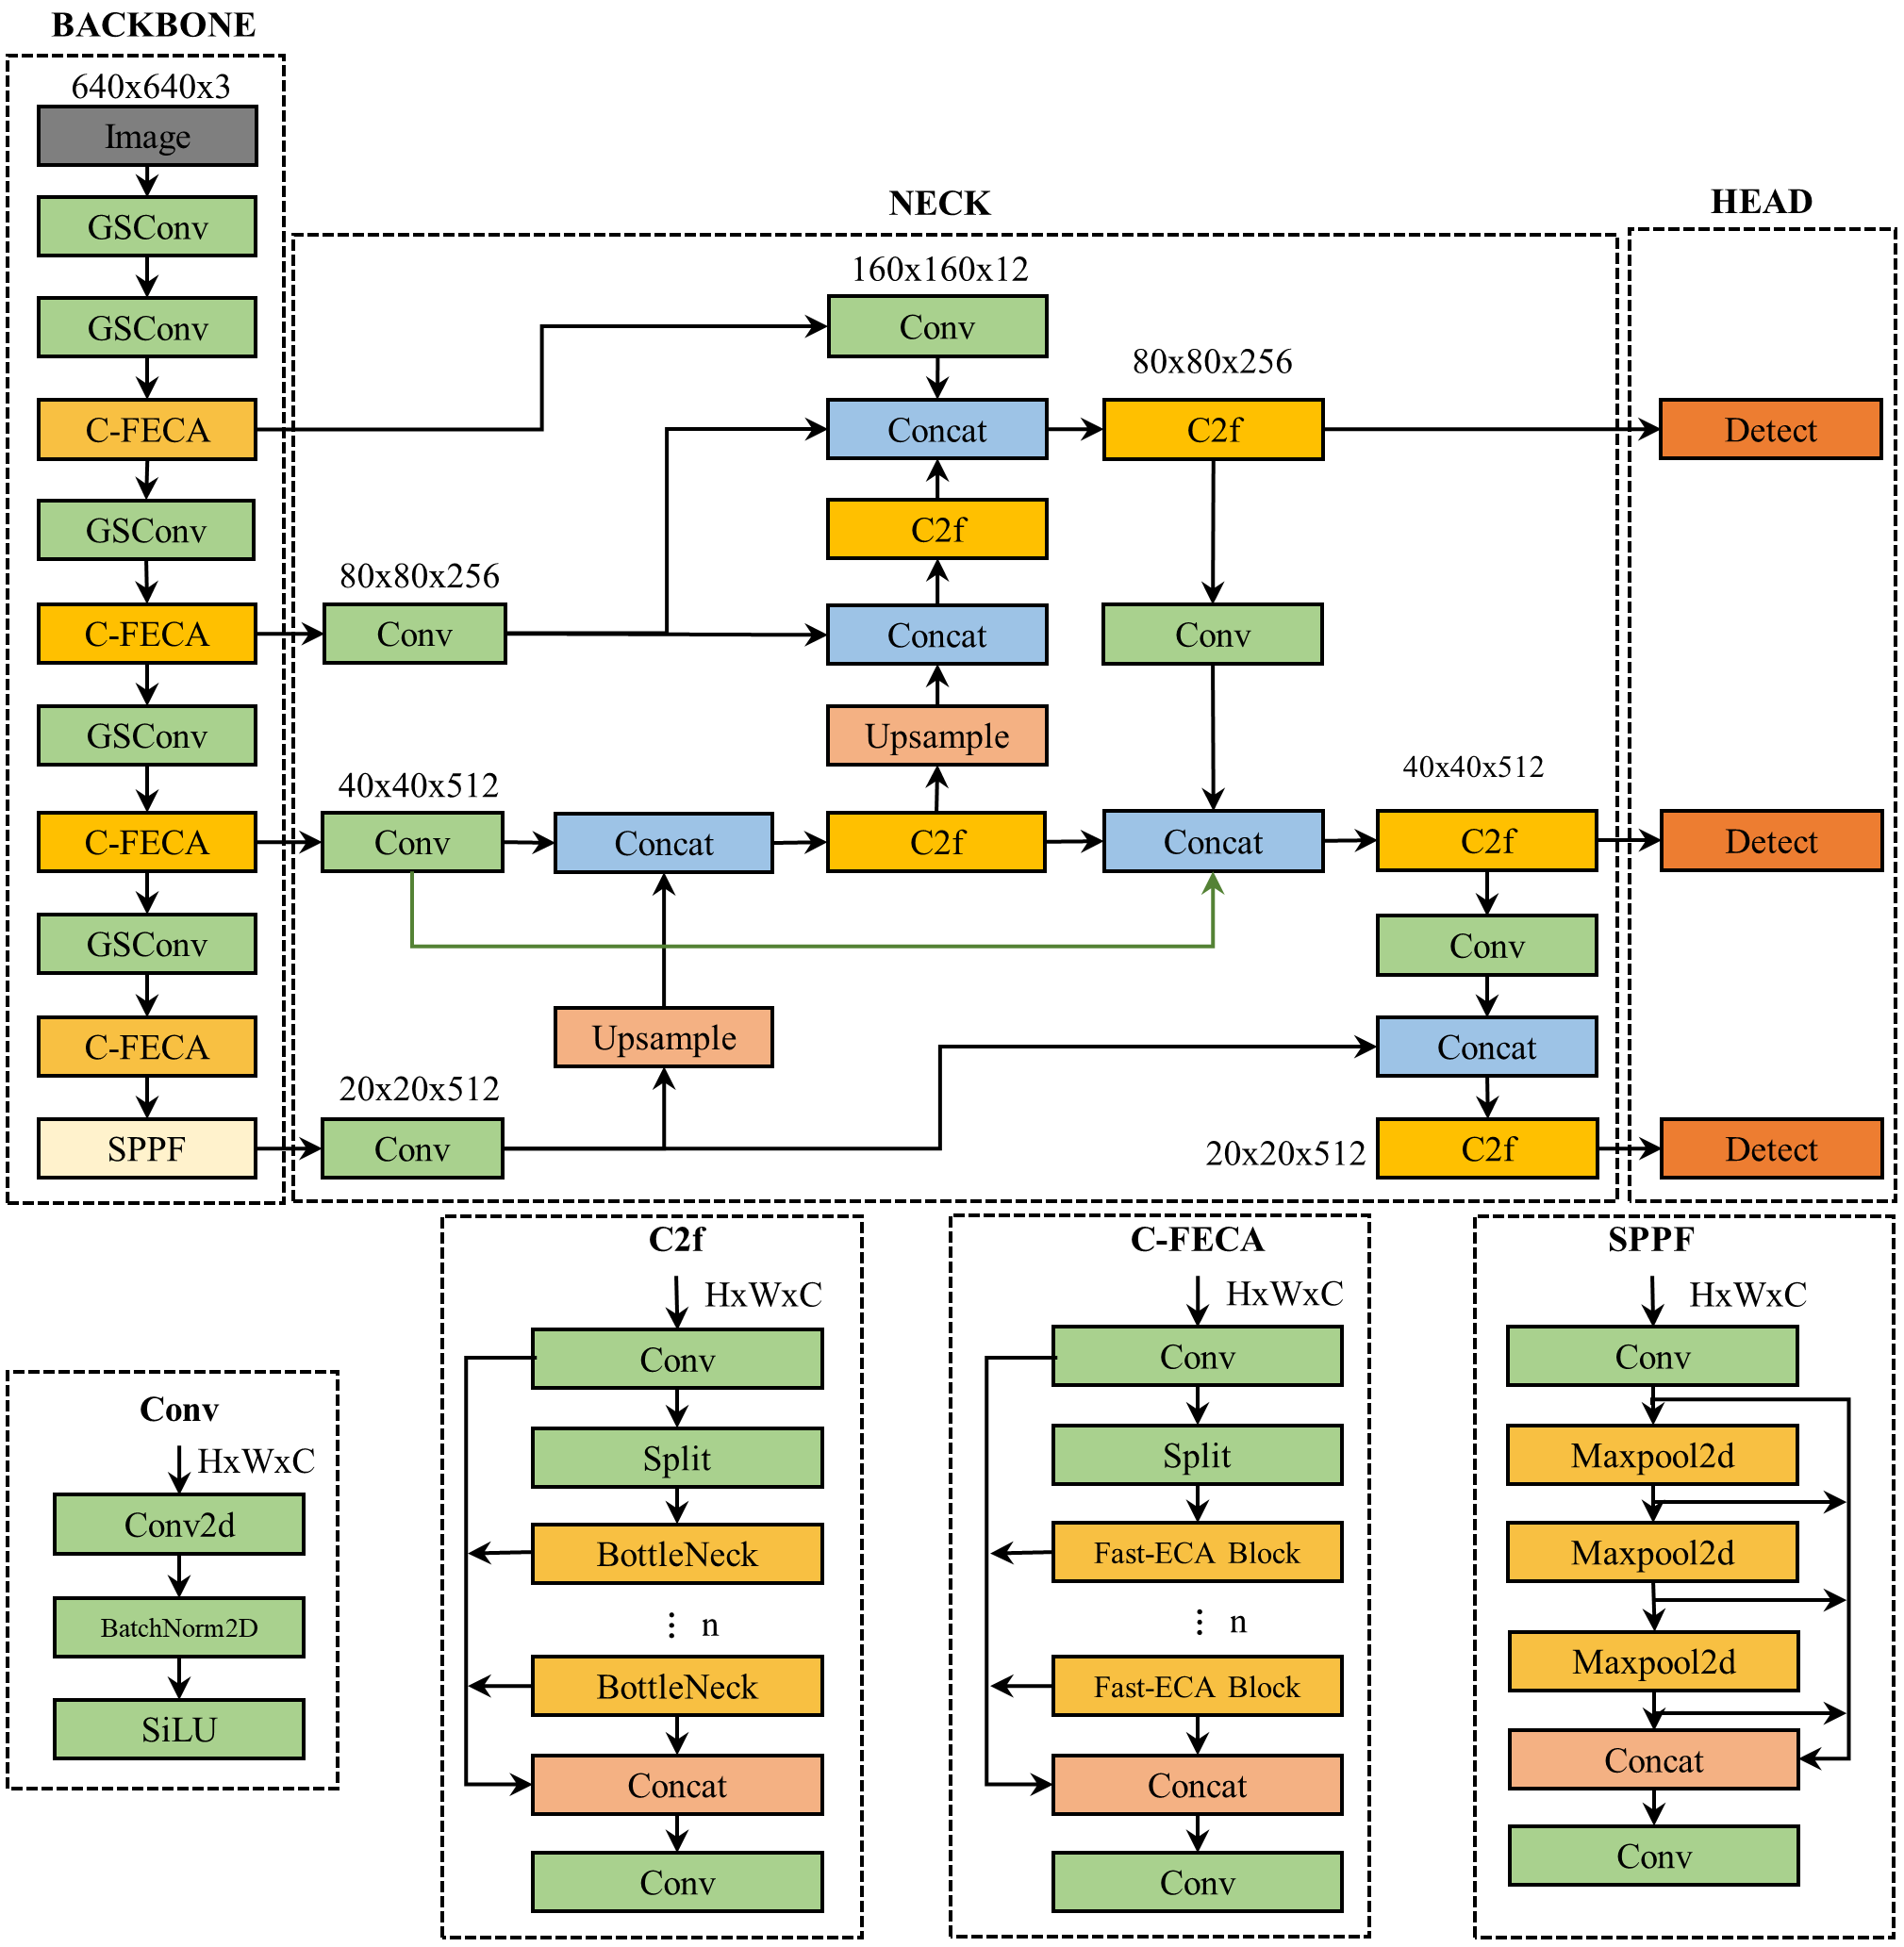 BACKBONE
640x640x3
Image
GSConv
GSConv
C-FECA
GSConv
C-FECA
GSConv
C-FECA
GSConv
C-FECA
SPPF
NECK
160x160x12
Conv
80x80x256
Concat
C2f
C2f
80x80x256
Conv
Concat
Conv
Upsample
40x40x512
40x40x512
Conv
Concat
C2f
Concat
C2f
Conv
Upsample
Concat
20x20x512
Conv
20x20x512
C2f
HEAD
Detect
Detect
Detect
Conv
HxWxC
Conv2d
BatchNorm2D
SiLU
C2f
HxWxC
Conv
Split
BottleNeck
⋮ n
BottleNeck
Concat
Conv
C-FECA
HxWxC
Conv
Split
Fast-ECA Block
⋮ n
Fast-ECA Block
Concat
Conv
SPPF
HxWxC
Conv
Maxpool2d
Maxpool2d
Maxpool2d
Concat
Conv